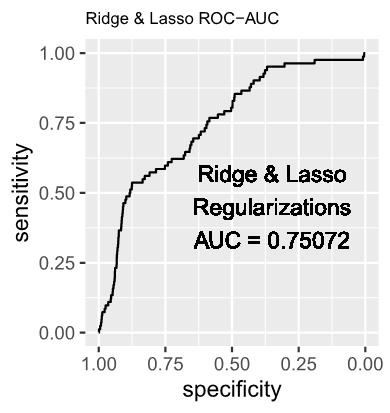 Ridge & Lasso ROC−AUC
1.00
0.75
0.50
0.25
0.00
sensitivity
Ridge & Lasso
Regularizations
AUC = 0.75072
1.00 0.75 0.50 0.25 0.00
specificity